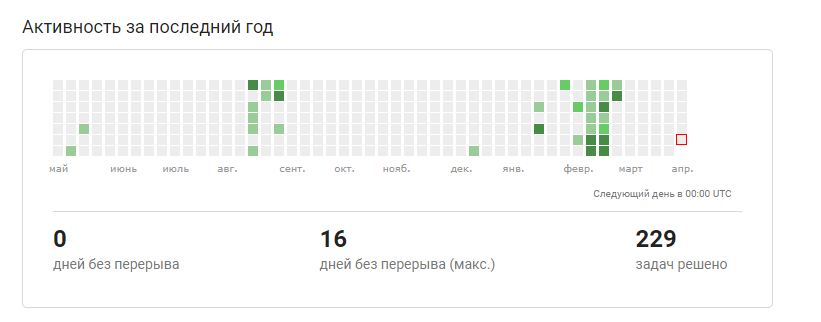 Активность за последний год
май июнь июль авг. сент. окт. нояб. дек. янв. февр. март апр.
Следующий день в 00:00 UTC
0 16 229
дней без перерыва дней без перерыва (макс.) задач решено